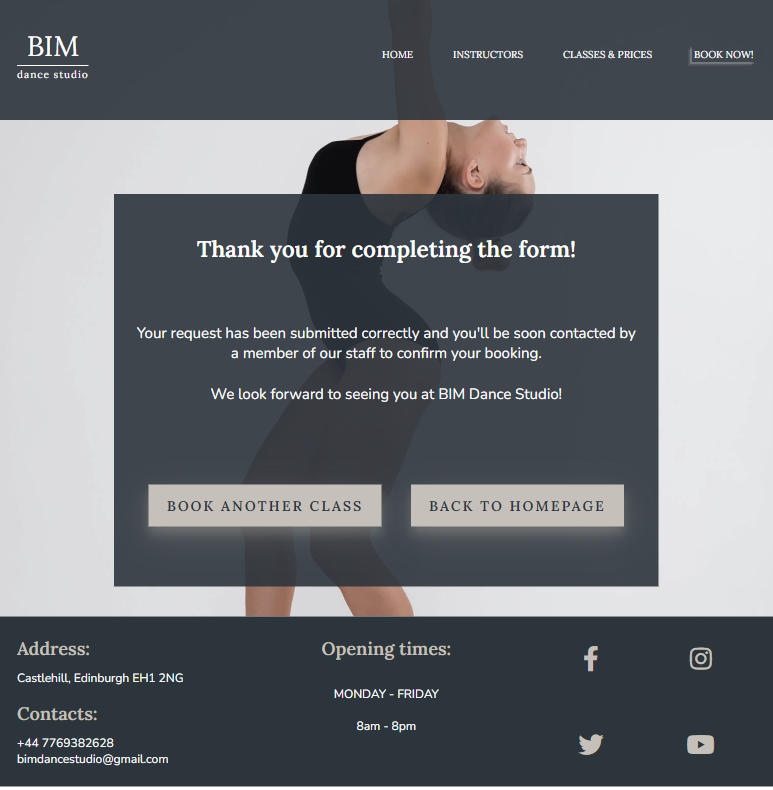 BIM
dance studio
HOME INSTRUCTORS CLASSES & PRICES BOOK NOW!
Thank you for completing the form!
Your request has been submitted correctly and you'll be soon contacted by
a member of our staff to confirm your booking.
We look forward to seeing you at BIM Dance Studio!
BOOK ANOTHER CLASS BACK TO HOMEPAGE
Address:
Castlehill, Edinburgh EH1 2NG
Contacts:
+44 7769382628
bimdancestudio@gmail.com
Opening times:
MONDAY - FRIDAY
8am - 8pm